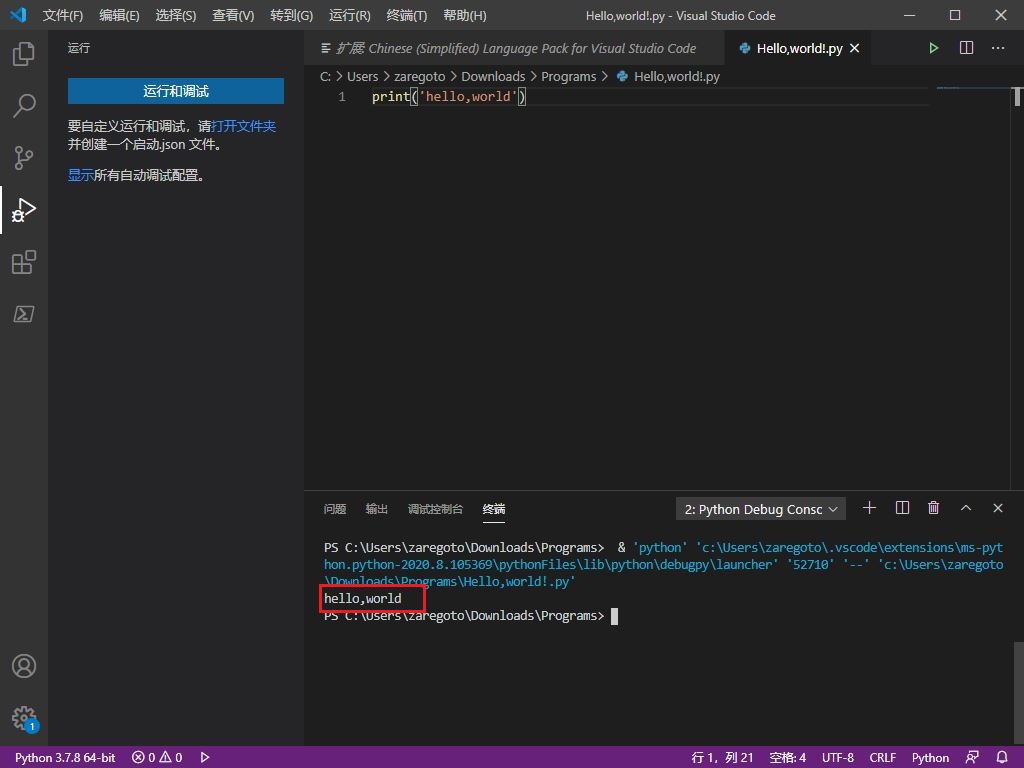 文件(F) 编辑(E) 选择(S) 查看(V) 转到(G) 运行(R) 终端(T) 帮助(H) Hello,world!.py - Visual Studio Code
运行
运行和调试
要自定义运行和调试，请打开文件夹
并创建一个启动.json 文件。
显示所有自动调试配置。
扩展 Chinese (Simplified) Language Pack for Visual Studio Code
Hello,world!.py
C: > Users > zaregoto > Downloads > Programs > Hello,world!.py
1 print('hello,world')
问题 输出 调试控制台 终端
2: Python Debug Consc
PS C:\Users\zaregoto\Downloads\Programs>  & 'python' 'c:\Users\zaregoto\.vscode\extensions\ms-pyt
hon.python-2020.8.105369\pythonFiles\lib\python\debugpy\launcher' '52710' '--' 'c:\Users\zaregoto
\Downloads\Programs\Hello,world!.py'
hello,world
PS C:\Users\zaregoto\Downloads\Programs>
1
Python 3.7.8 64-bit 0 0 行 1，列 21 空格: 4 UTF-8 CRLF Python